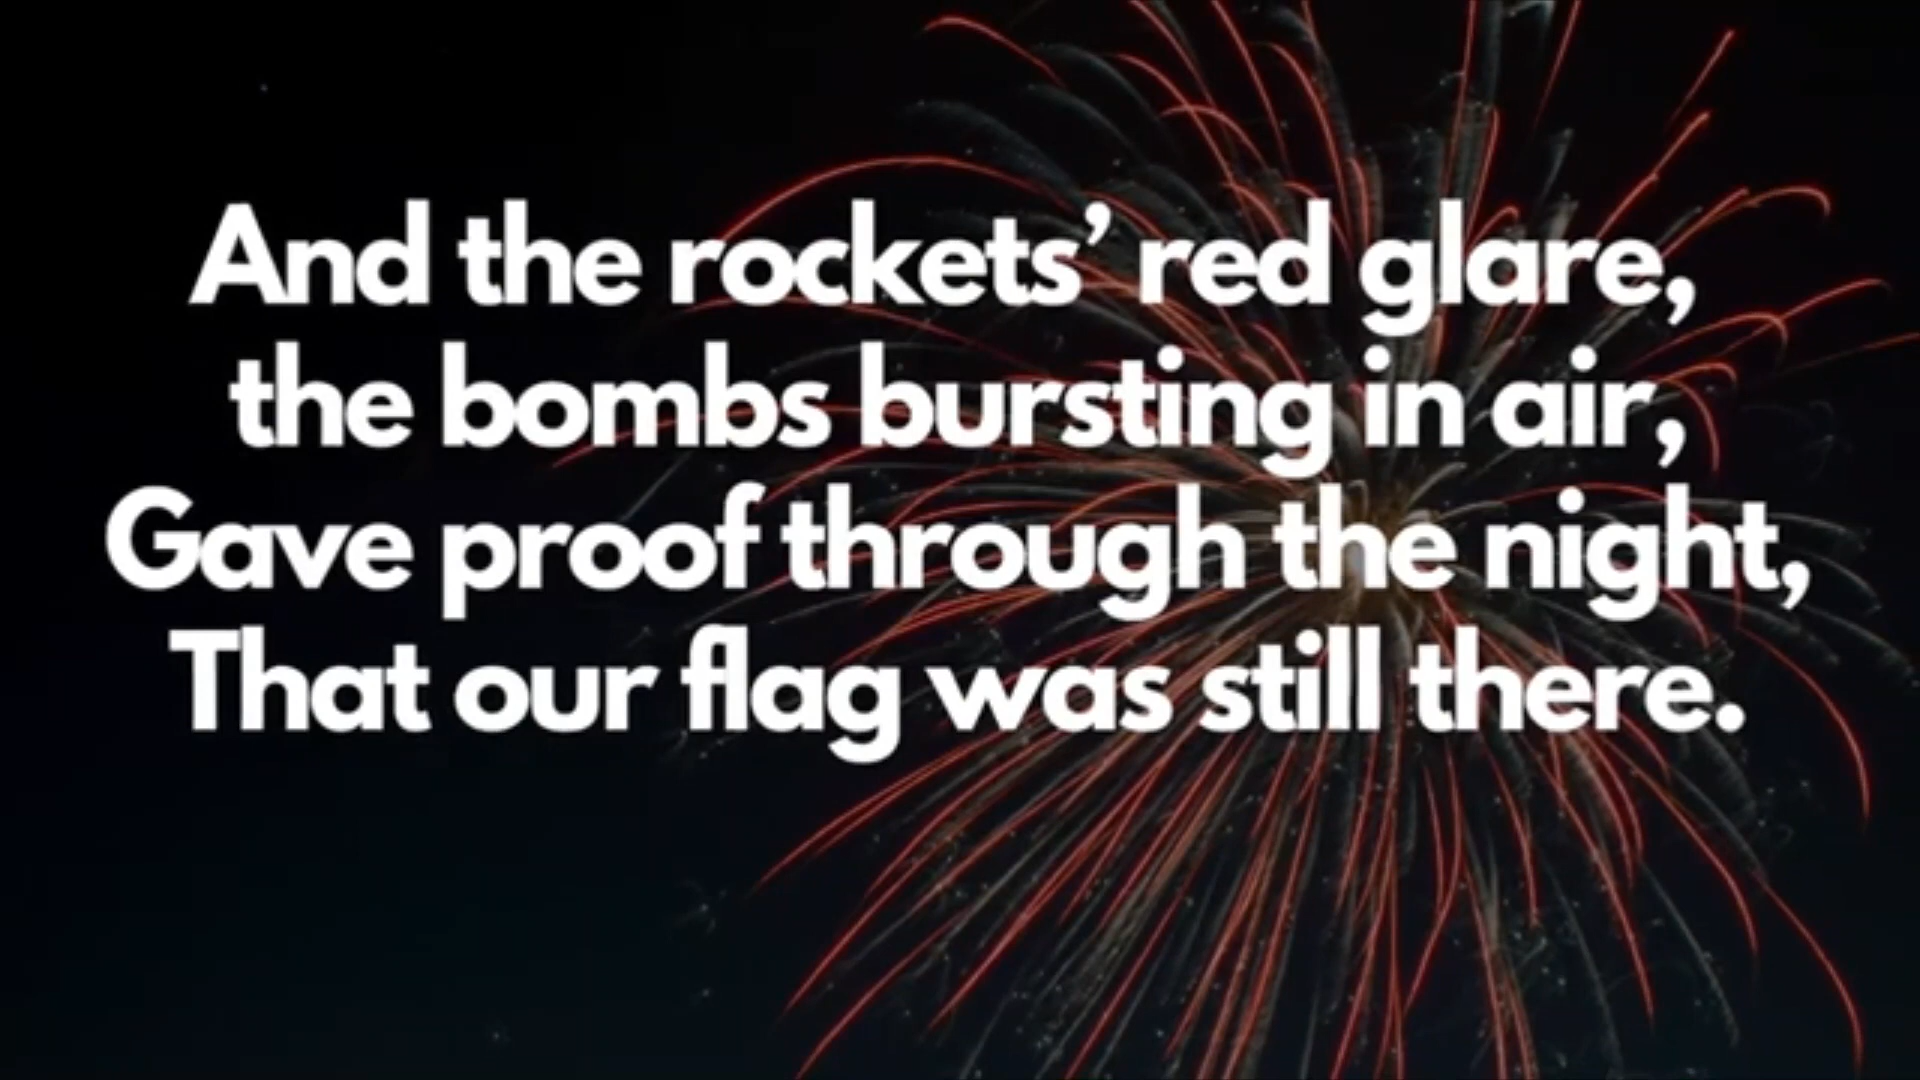 And the rockets’ red glare,
the bombs bursting in air,
Gave proof through the night,
That our flag was still there.